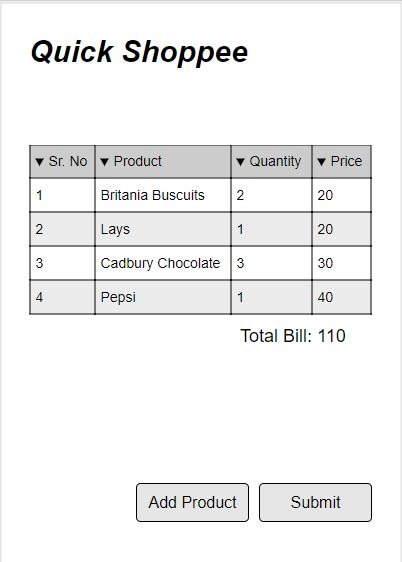 Quick Shoppee
▼ Sr. No ▼ Product ▼ Quantity ▼ Price
1 Britania Buscuits 2 20
2 Lays 1 20
3 Cadbury Chocolate 3 30
4 Pepsi 1 40
Total Bill: 110
Add Product Submit